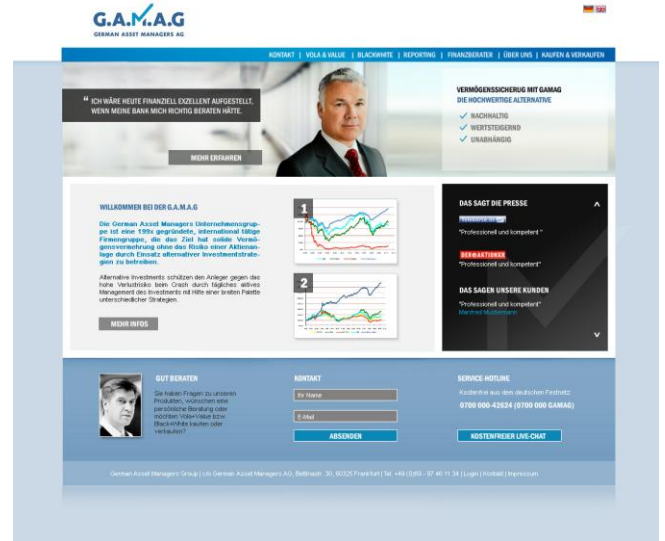 G.A.M.A.G
GERMAN ASSET MANAGERS AG
KONTAKT | VOLA & VALUE | BLACKWHITE | REPORTING | FINANZBERATER | ÜBER UNS | KAUFEN & VERKAUFEN
“ ICH WÄRE HEUTE FINANZIELL EXZELLENT AUFGESTELLT,
WENN MEINE BANK MICH RICHTIG BERATEN HÄTTE.
MEHR ERFAHREN
VERMÖGENSSICHERUG MIT GAMAG
DIE HOCHWERTIGE ALTERNATIVE
NACHHALTIG
WERTSTEIGERND
UNABHÄNGIG
WILLKOMMEN BEI DER G.A.M.A.G
Die German Asset Managers Unternehmensgrup-
pe ist eine 199x gegründete, international tätige
Firmengruppe, die das Ziel hat solide Vermö-
gensvermehrung ohne das Risiko einer Aktienan-
lage durch Einsatz alternativer Investmentstrate-
gien zu betreiben.
Alternative Investments schützen den Anleger gegen das
hohe Verlustrisiko beim Crash durch tägliches aktives
Management des Investments mit Hilfe einer breiten Palette
unterschiedlicher Strategien.
MEHR INFOS
1
2
DAS SAGT DIE PRESSE
"Professionell und kompetent "
DER AKTIONÄR
"Professionell und kompetent"
DAS SAGEN UNSERE KUNDEN
"Professionell und kompetent"
Manfred Mustermann
GUT BERATEN
Sie haben Fragen zu unseren
Produkten, wünschen eine
persönliche Beratung oder
möchten Vola+Value bzw.
Black+White kaufen oder
verkaufen?
KONTAKT
Ihr Name
E-Mail
ABSENDEN
SERVICE-HOTLINE
Kostenfrei aus dem deutschen Festnetz:
0700 000-42624 (0700 000 GAMAG)
KOSTENFREIER LIVE-CHAT
German Asset Managers Group | c/o German Asset Managers AG, Bettinastr. 30, 60325 Frankfurt | Tel. +49 (0)69 - 97 46 11 34 | Login | Kontakt | Impressum